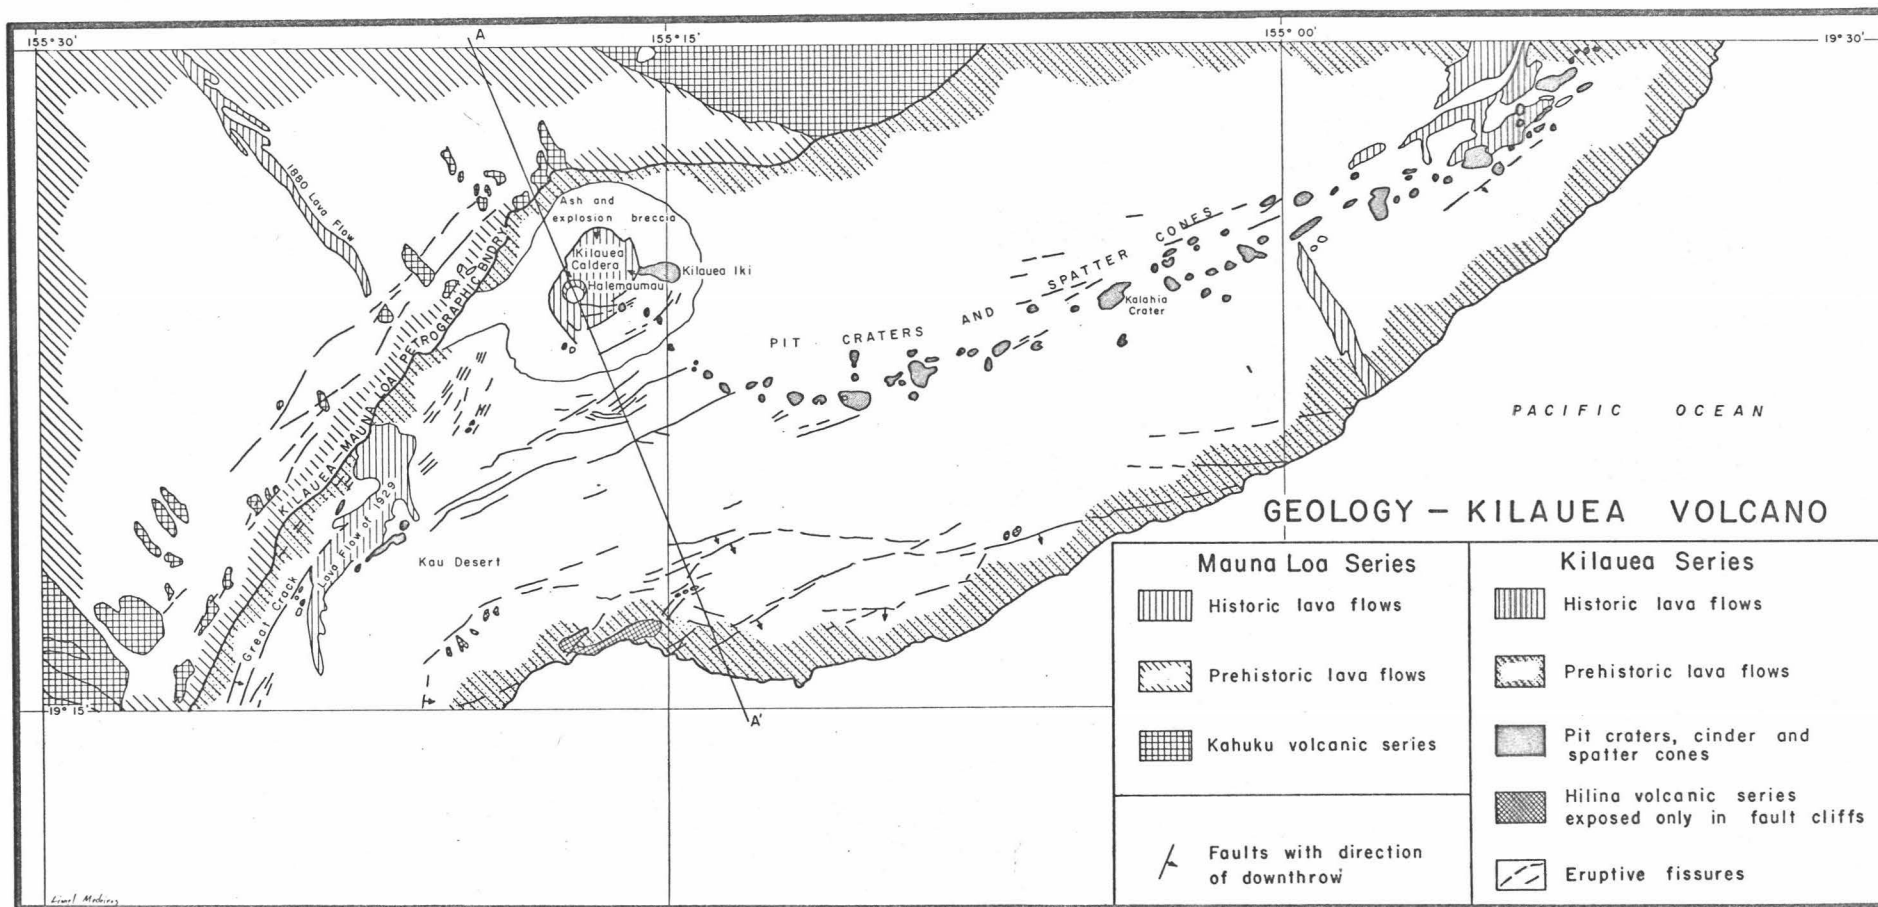 155° 30'
A
155° 15'
155° 00'
19° 30'
1880 Lava Flow
Ash and
explosion breccia
KILAUEA-MAUNA LOA PETROGRAPHIC BNDRY
Kilauea
Caldera
Kilauea Iki
Halemaumau
PIT CRATERS AND SPATTER CONES
Kalahia
Crater
PACIFIC OCEAN
Lava Flow of 1929
Great Crack
Kau Desert
19° 15'
A'
GEOLOGY – KILAUEA VOLCANO
Mauna Loa Series
Historic lava flows
Prehistoric lava flows
Kahuku volcanic series
Faults with direction
of downthrow
Kilauea Series
Historic lava flows
Prehistoric lava flows
Pit craters, cinder and
spatter cones
Hilina volcanic series
exposed only in fault cliffs
Eruptive fissures